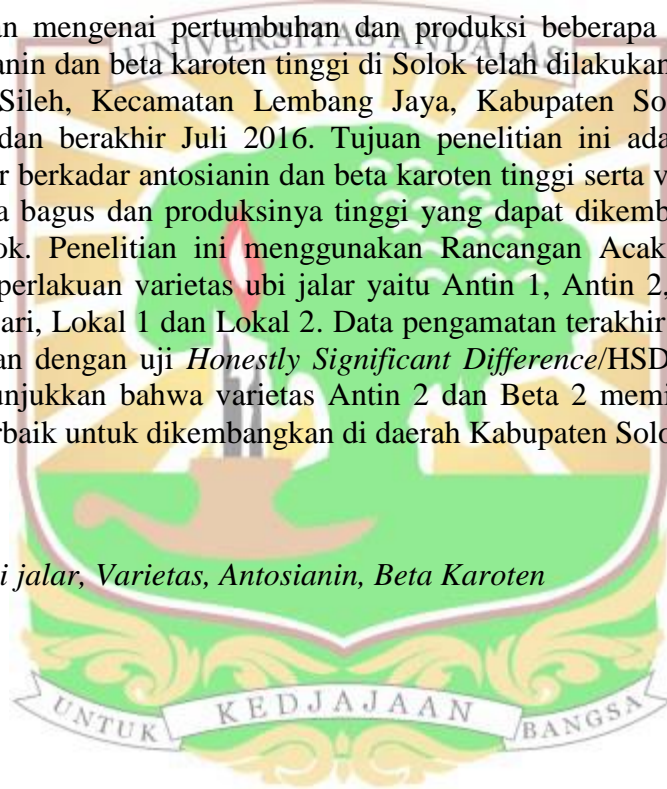 an mengenai pertumbuhan dan produksi beberapa
UNIVERSITAS ANDALAS
anin dan beta karoten tinggi di Solok telah dilakukan
Sileh, Kecamatan Lembang Jaya, Kabupaten So
dan berakhir Juli 2016. Tujuan penelitian ini ada
r berkadar antosianin dan beta karoten tinggi serta v
a bagus dan produksinya tinggi yang dapat dikemb
ok. Penelitian ini menggunakan Rancangan Acak
perlakuan varietas ubi jalar yaitu Antin 1, Antin 2,
ari, Lokal 1 dan Lokal 2. Data pengamatan terakhir
an dengan uji Honestly Significant Difference/HSD
unjukkan bahwa varietas Antin 2 dan Beta 2 memi
rbaik untuk dikembangkan di daerah Kabupaten Solo
i jalar, Varietas, Antosianin, Beta Karoten
UNTUK KEDJAJAAN BANGSA